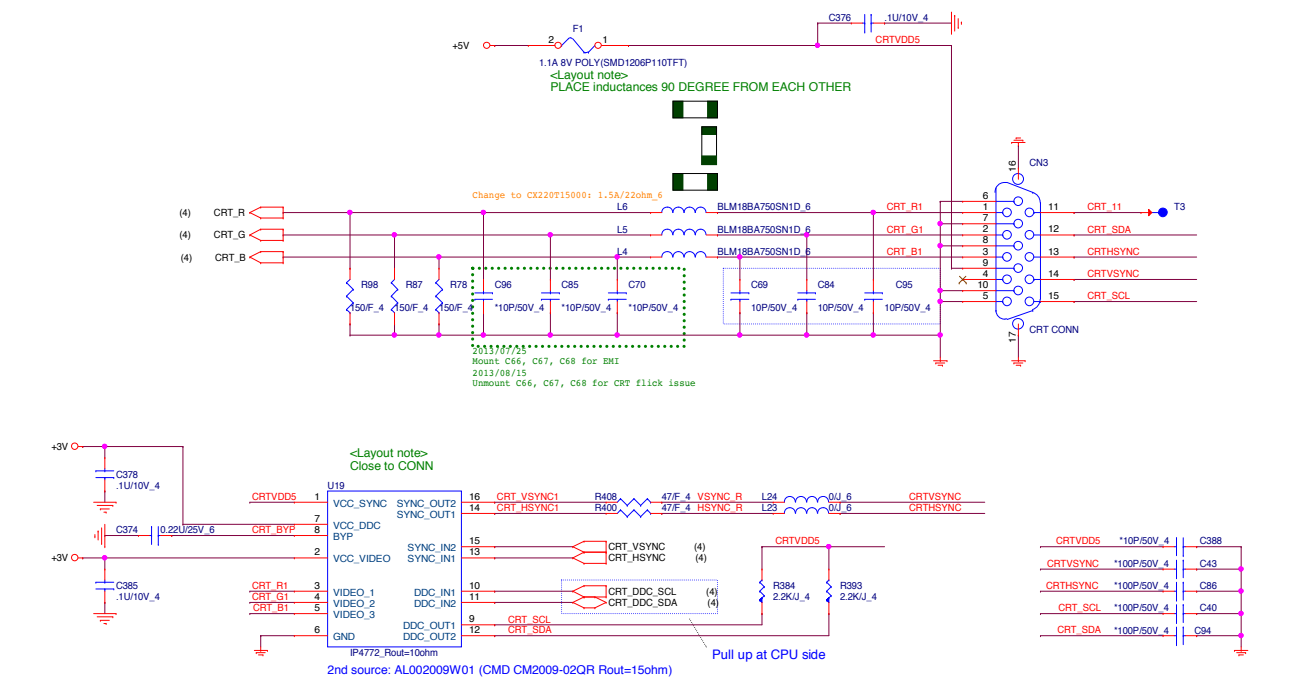 C376 .1U/10V_4
F1
+5V 2 1 CRTVDD5
1.1A 8V POLY(SMD1206P110TFT)
<Layout note>
PLACE inductances 90 DEGREE FROM EACH OTHER
16 CN3
Change to CX220T15000: 1.5A/22ohm_6
(4) CRT_R L6 BLM18BA750SN1D_6 CRT_R1 6 1 11 CRT_11 T3
(4) CRT_G L5 BLM18BA750SN1D_6 CRT_G1 7 2 12 CRT_SDA
(4) CRT_B L4 BLM18BA750SN1D_6 CRT_B1 8 3 13 CRTHSYNC
9 4 14 CRTVSYNC
10 5 15 CRT_SCL
R98 R87 R78 C96 C85 C70 C69 C84 C95
150/F_4 150/F_4 150/F_4 *10P/50V_4 *10P/50V_4 *10P/50V_4 10P/50V_4 10P/50V_4 10P/50V_4
17 CRT CONN
2013/07/25
Mount C66, C67, C68 for EMI
2013/08/15
Unmount C66, C67, C68 for CRT flick issue
+3V
C378
.1U/10V_4
<Layout note>
Close to CONN
U19
CRTVDD5 1 VCC_SYNC SYNC_OUT2 16 CRT_VSYNC1 R408 47/F_4 VSYNC_R L24 0/J_6 CRTVSYNC
SYNC_OUT1 14 CRT_HSYNC1 R400 47/F_4 HSYNC_R L23 0/J_6 CRTHSYNC
7 VCC_DDC
C374 0.22U/25V_6 CRT_BYP 8 BYP
SYNC_IN2 15 CRT_VSYNC (4)
+3V 2 VCC_VIDEO SYNC_IN1 13 CRT_HSYNC (4)
C385
.1U/10V_4
CRT_R1 3 VIDEO_1 DDC_IN1 10 CRT_DDC_SCL (4)
CRT_G1 4 VIDEO_2 DDC_IN2 11 CRT_DDC_SDA (4)
CRT_B1 5 VIDEO_3
DDC_OUT1 9 CRT_SCL
6 GND DDC_OUT2 12 CRT_SDA
IP4772_Rout=10ohm
2nd source: AL002009W01 (CMD CM2009-02QR Rout=15ohm)
CRTVDD5
R384 R393
2.2K/J_4 2.2K/J_4
Pull up at CPU side
CRTVDD5 *10P/50V_4 C388
CRTVSYNC *100P/50V_4 C43
CRTHSYNC *100P/50V_4 C86
CRT_SCL *100P/50V_4 C40
CRT_SDA *100P/50V_4 C94